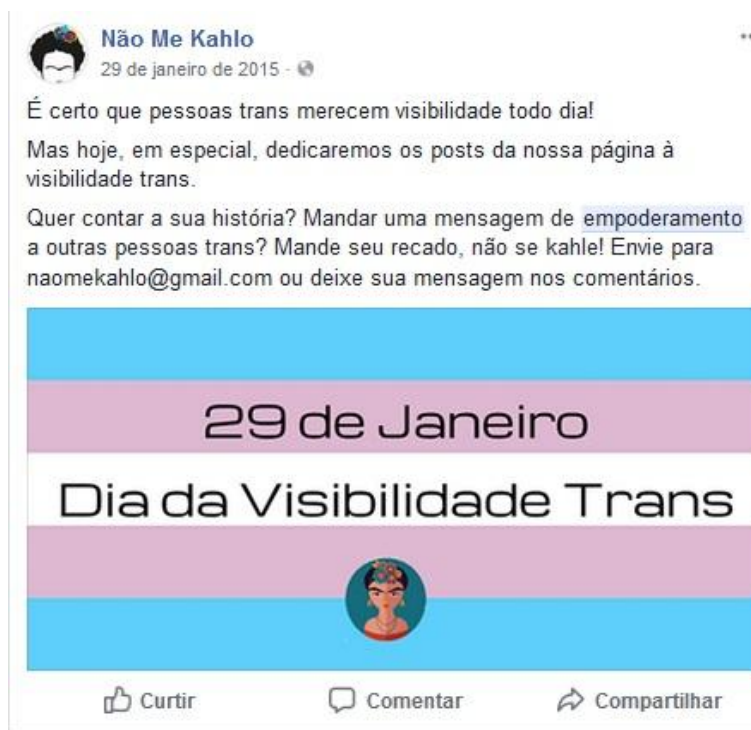 Não Me Kahlo
29 de janeiro de 2015 ·
É certo que pessoas trans merecem visibilidade todo dia!
Mas hoje, em especial, dedicaremos os posts da nossa página à
visibilidade trans.
Quer contar a sua história? Mandar uma mensagem de empoderamento
a outras pessoas trans? Mande seu recado, não se kahle! Envie para
naomekahlo@gmail.com ou deixe sua mensagem nos comentários.
29 de Janeiro
Dia da Visibilidade Trans
Curtir Comentar Compartilhar